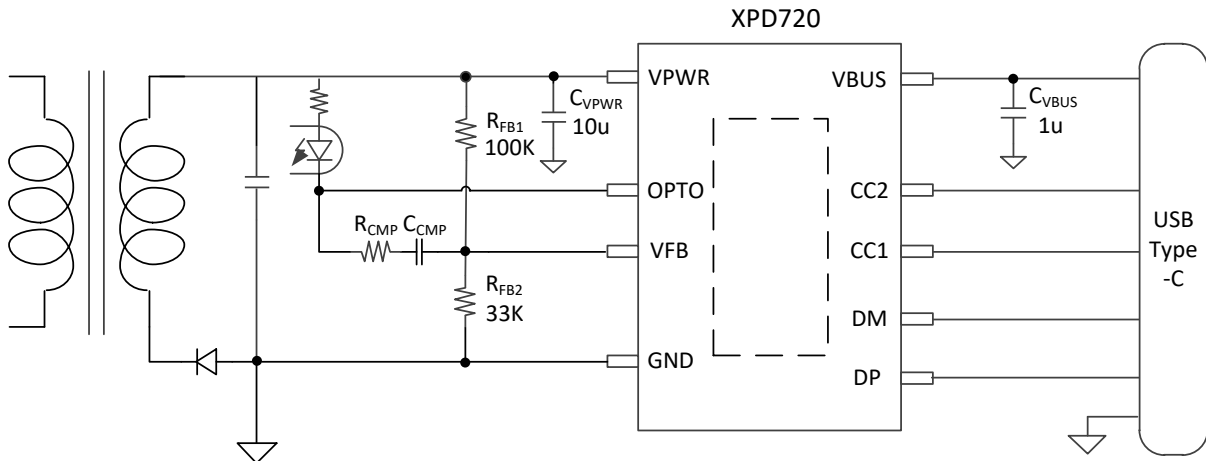 XPD720
VPWR
VBUS
C_VPWR
10u
C_VBUS
1u
R_FB1
100K
OPTO
CC2
R_CMP
C_CMP
VFB
CC1
USB
Type
-C
R_FB2
33K
DM
GND
DP